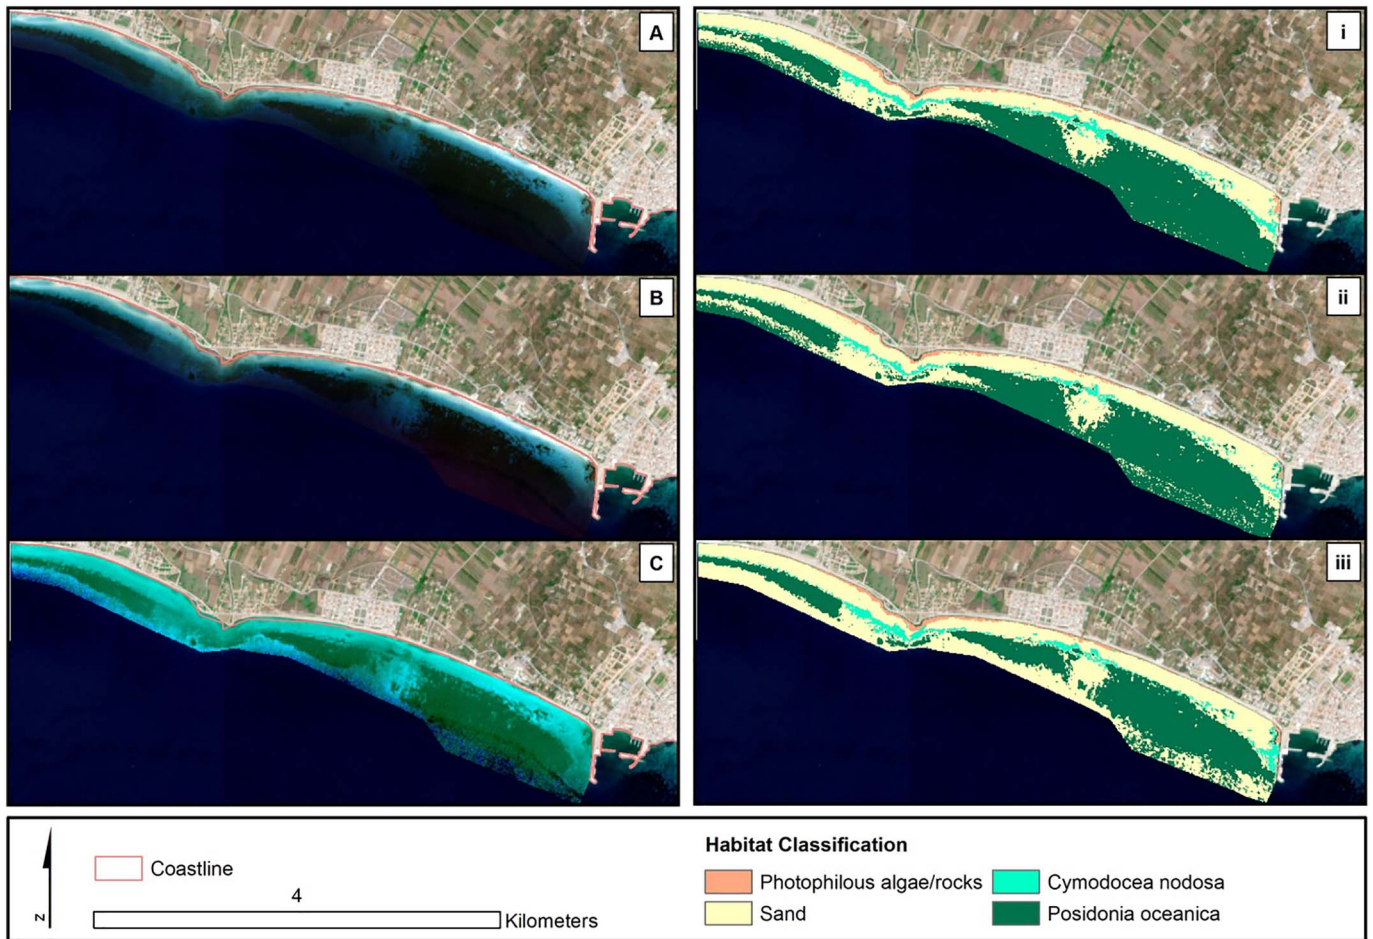 A
i
B
ii
C
iii
Habitat Classification
Coastline
Photophilous algae/rocks
Cymodocea nodosa
4
Sand
Posidonia oceanica
N
Kilometers